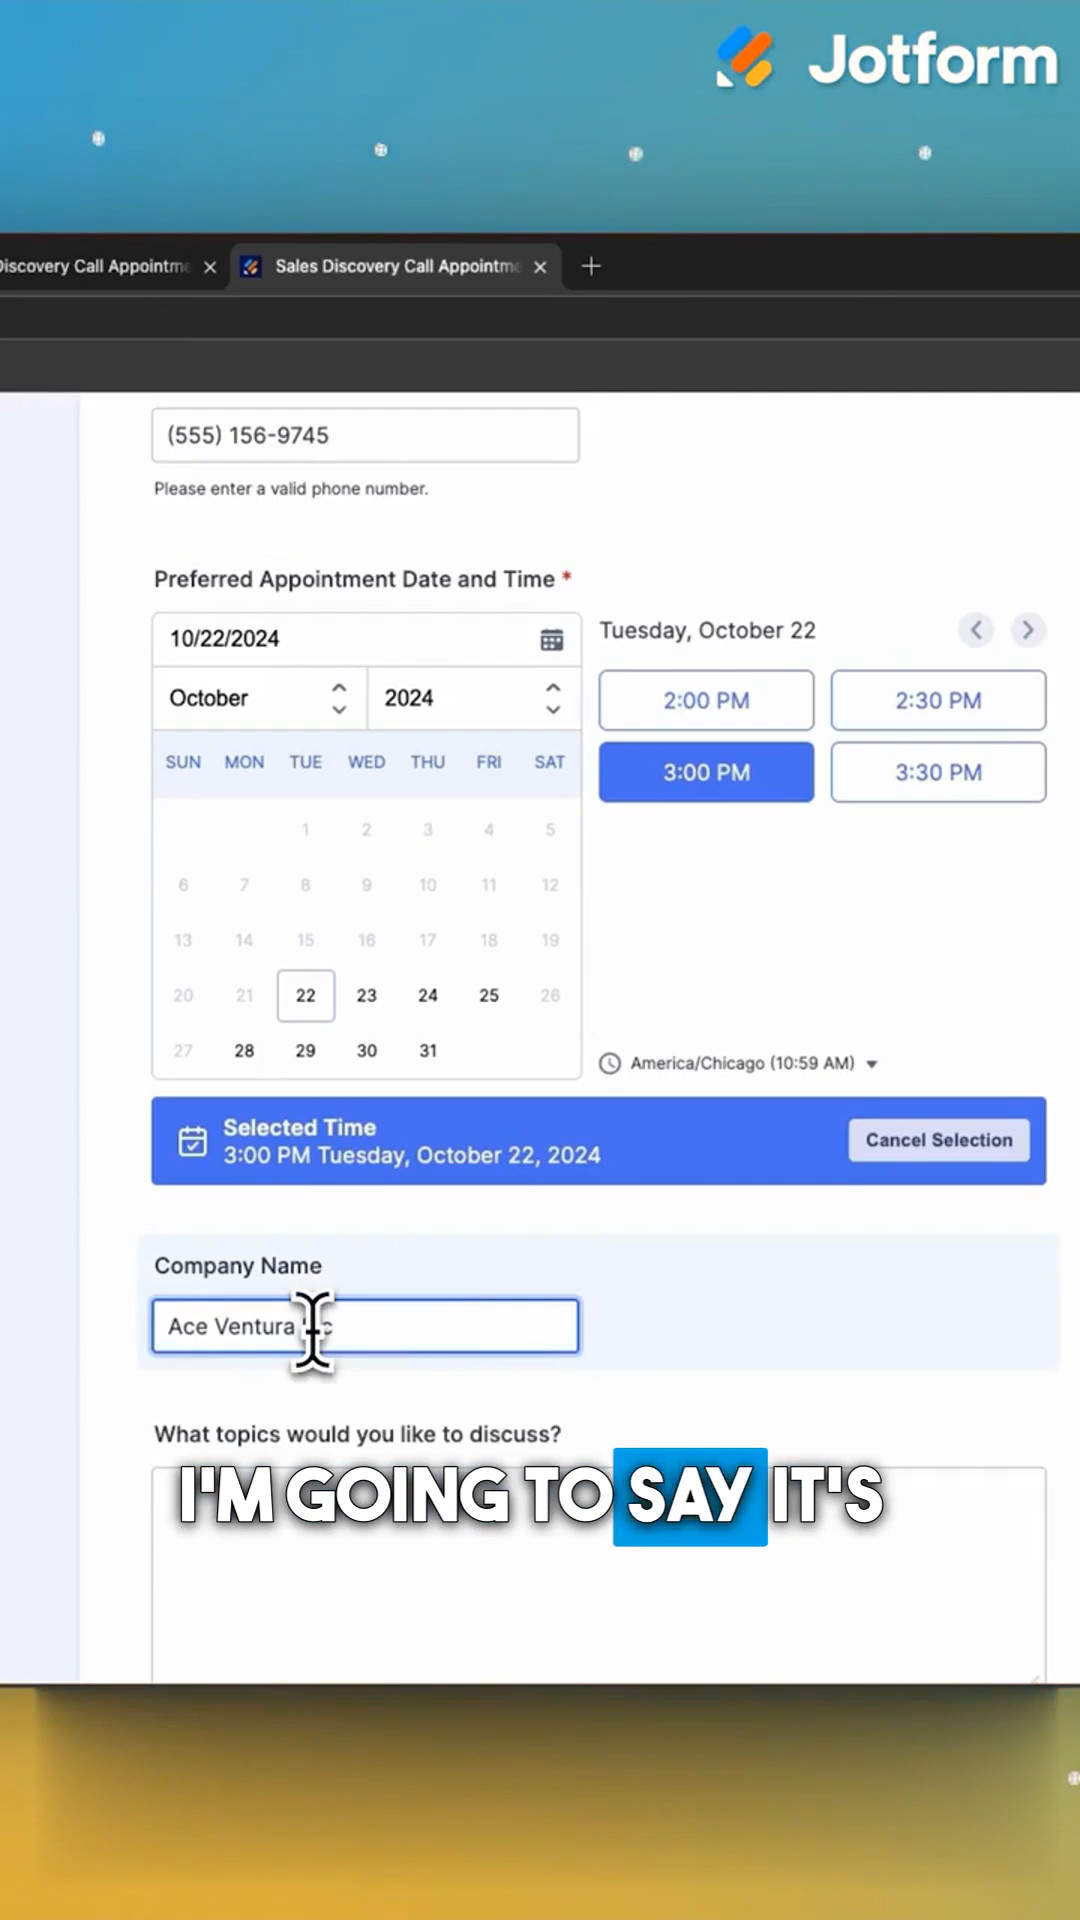 Jotform
Discovery Call Appointme
Sales Discovery Call Appointme
(555) 156-9745
Please enter a valid phone number.
Preferred Appointment Date and Time *
10/22/2024
October 2024
SUN MON TUE WED THU FRI SAT
1 2 3 4 5
6 7 8 9 10 11 12
13 14 15 16 17 18 19
20 21 22 23 24 25 26
27 28 29 30 31
Tuesday, October 22
2:00 PM 2:30 PM
3:00 PM 3:30 PM
America/Chicago (10:59 AM)
Selected Time
3:00 PM Tuesday, October 22, 2024
Cancel Selection
Company Name
Ace Ventura
What topics would you like to discuss?
I'M GOING TO SAY IT'S